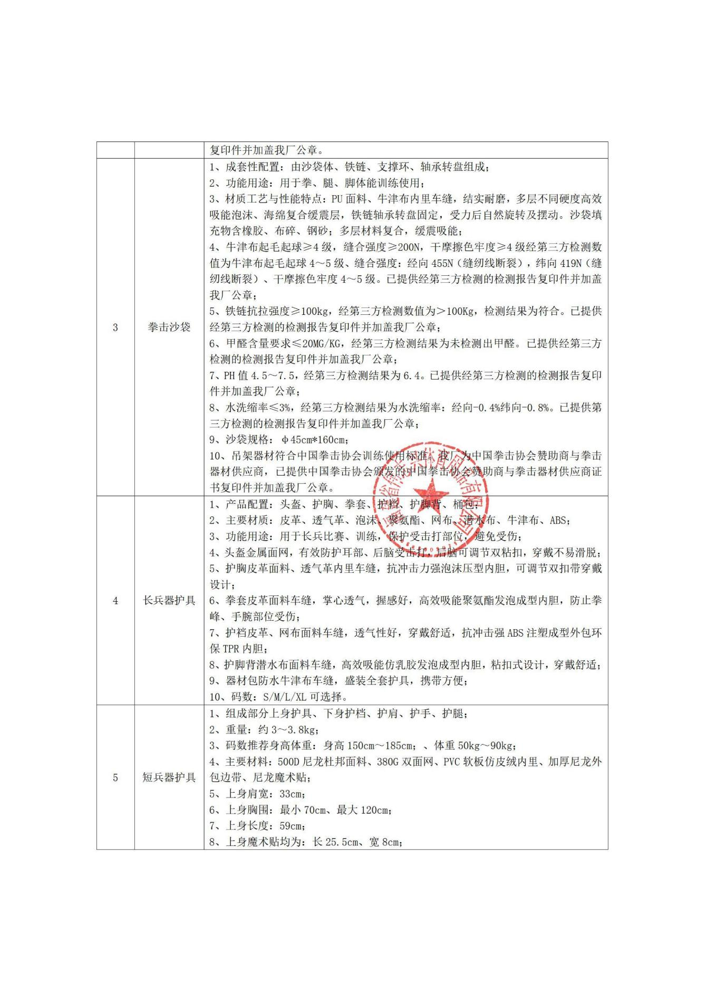 复印件并加盖我厂公章。
3
拳击沙袋
1、成套性配置：由沙袋体、铁链、支撑环、轴承转盘组成；
2、功能用途：用于拳、腿、脚体能训练使用；
3、材质工艺与性能特点：PU 面料、牛津布内里车缝，结实耐磨，多层不同硬度高效
吸能泡沫、海绵复合缓震层，铁链轴承转盘固定，受力后自然旋转及摆动。沙袋填
充物含橡胶、布碎、钢砂；多层材料复合，缓震吸能；
4、牛津布起毛起球≥4 级，缝合强度≥200N，干摩擦色牢度≥4 级经第三方检测数
值为牛津布起毛起球 4～5 级、缝合强度：经向 455N（缝纫线断裂），纬向 419N（缝
纫线断裂）、干摩擦色牢度 4～5 级。已提供经第三方检测的检测报告复印件并加盖
我厂公章；
5、铁链抗拉强度≥100kg，经第三方检测数值为＞100Kg，检测结果为符合。已提供
经第三方检测的检测报告复印件并加盖我厂公章；
6、甲醛含量要求≤20MG/KG，经第三方检测结果为未检测出甲醛。已提供经第三方
检测的检测报告复印件并加盖我厂公章；
7、PH 值 4.5～7.5，经第三方检测结果为 6.4。已提供经第三方检测的检测报告复印
件并加盖我厂公章；
8、水洗缩率≤3%，经第三方检测结果为水洗缩率：经向-0.4%纬向-0.8%。已提供第
三方检测的检测报告复印件并加盖我厂公章；
9、沙袋规格：φ45cm*160cm；
10、吊架器材符合中国拳击协会训练使用标准。我厂为中国拳击协会赞助商与拳击
器材供应商，已提供中国拳击协会颁发的中国拳击协会赞助商与拳击器材供应商证
书复印件并加盖我厂公章。
4
长兵器护具
1、产品配置：头盔、护胸、拳套、护裆、护脚背、桶包；
2、主要材质：皮革、透气革、泡沫、聚氨酯、网布、潜水布、牛津布、ABS；
3、功能用途：用于长兵比赛、训练，保护受击打部位，避免受伤；
4、头盔金属面网，有效防护耳部、后脑受击打，后脑可调节双粘扣，穿戴不易滑脱；
5、护胸皮革面料、透气革内里车缝，抗冲击力强泡沫压型内胆，可调节双扣带穿戴
设计；
6、拳套皮革面料车缝，掌心透气，握感好，高效吸能聚氨酯发泡成型内胆，防止拳
峰、手腕部位受伤；
7、护裆皮革、网布面料车缝，透气性好，穿戴舒适，抗冲击强 ABS 注塑成型外包环
保 TPR 内胆；
8、护脚背潜水布面料车缝，高效吸能仿乳胶发泡成型内胆，粘扣式设计，穿戴舒适；
9、器材包防水牛津布车缝，盛装全套护具，携带方便；
10、码数：S/M/L/XL 可选择。
5
短兵器护具
1、组成部分上身护具、下身护档、护肩、护手、护腿；
2、重量：约 3～3.8kg；
3、码数推荐身高体重：身高 150cm～185cm；、体重 50kg～90kg；
4、主要材料：500D 尼龙杜邦面料、380G 双面网、PVC 软板仿皮绒内里、加厚尼龙外
包边带、尼龙魔术贴；
5、上身肩宽：33cm；
6、上身胸围：最小 70cm、最大 120cm；
7、上身长度：59cm；
8、上身魔术贴均为：长 25.5cm、宽 8cm；